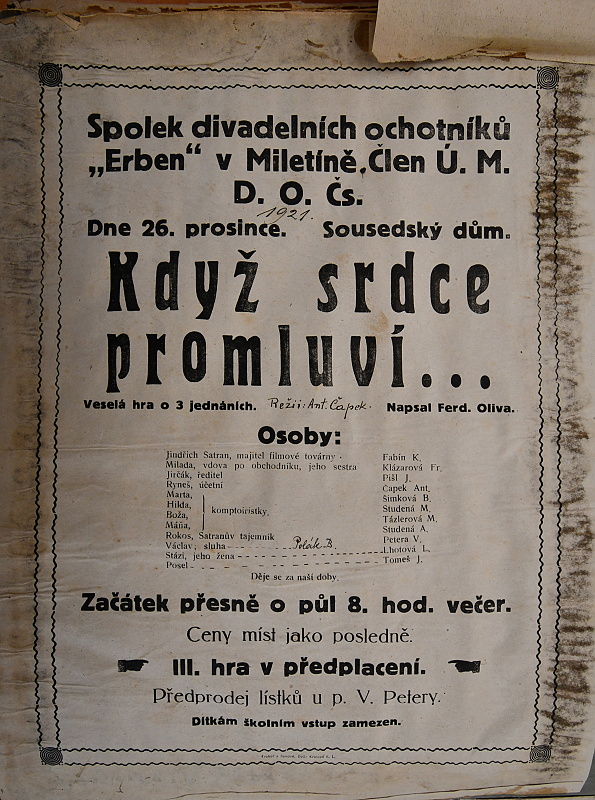 Spolek divadelních ochotníků
„Erben“ v Miletíně. Člen Ú. M.
D. O. Čs.
1921.
Dne 26. prosince. Sousedský dům.
Když srdce
promluví...
Veselá hra o 3 jednáních. Režii: Ant. Čapek. Napsal Ferd. Oliva.
Osoby:
Jindřich Satran, majitel filmové továrny - Fabín K.
Milada, vdova po obchodníku, jeho sestra Klázarová Fr.
Jirčák, ředitel Pišl J.
Ryneš, účetní Čapek Ant.
Marta, Šimková B.
Hilda, Studená M.
komptoiristky,
Boža, Tázlerová M.
Máňa, Studená A.
Rokos, Satranův tajemník Petera V.
Václav, sluha Polák B.
Stázi, jeho žena Lhotová L.
Posel Tomeš J.
Děje se za naší doby.
Začátek přesně o půl 8. hod. večer.
Ceny míst jako posledně.
III. hra v předplacení.
Předprodej lístků u p. V. Petery.
Dítkám školním vstup zamezen.